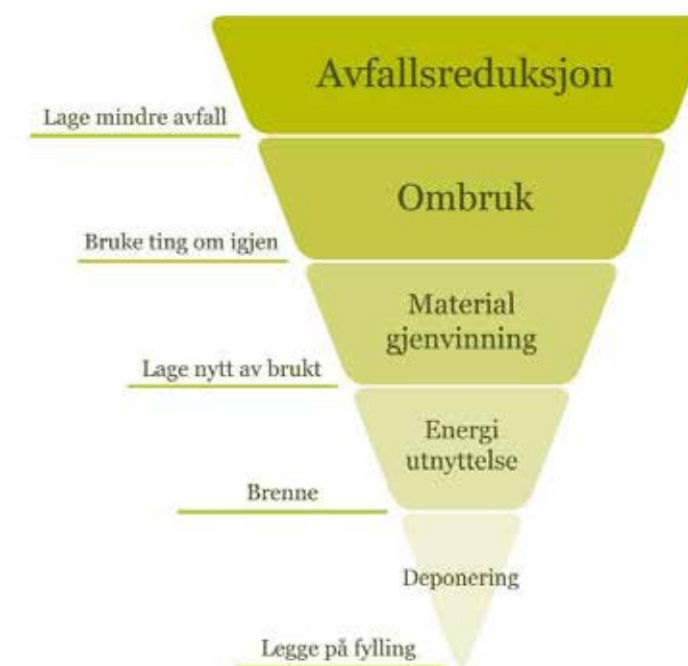 Avfallsreduksjon
Lage mindre avfall
Ombruk
Bruke ting om igjen
Material
gjenvinning
Lage nytt av brukt
Energi
utnyttelse
Brenne
Deponering
Legge på fylling